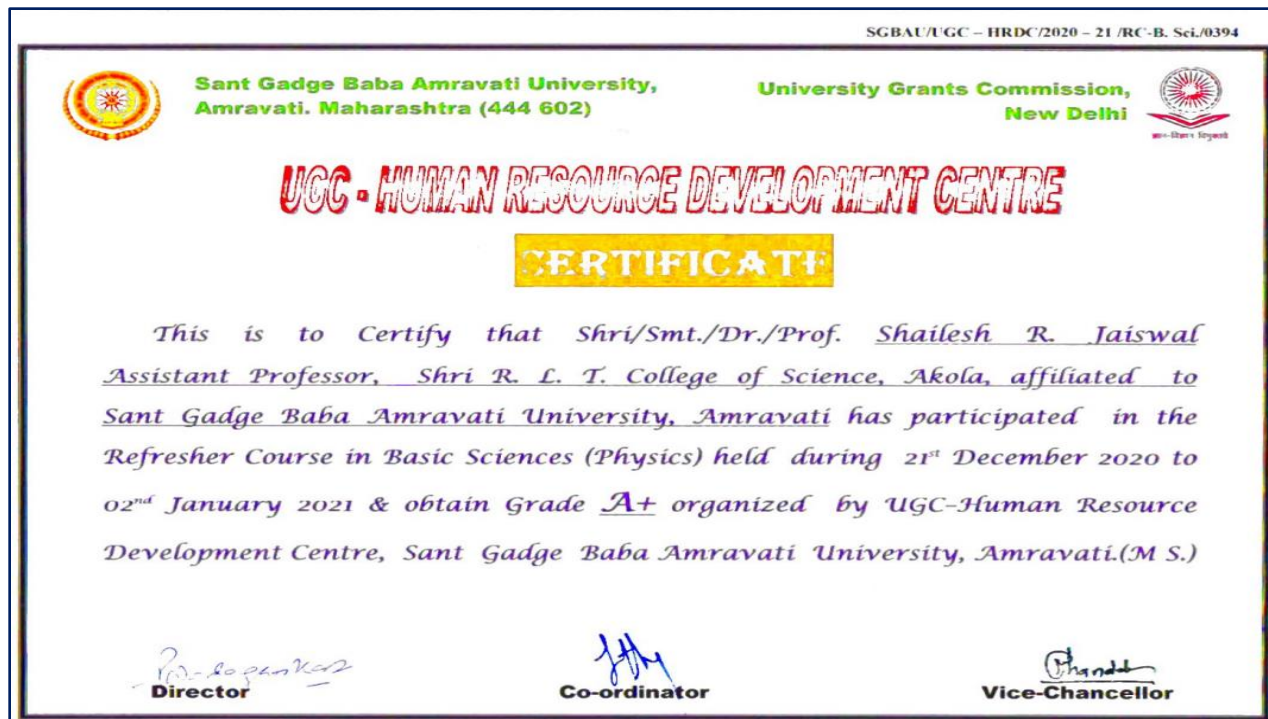 SGBAU/UGC – HRDC/2020 – 21 /RC-B. Sci./0394
Sant Gadge Baba Amravati University,
Amravati. Maharashtra (444 602)
University Grants Commission,
New Delhi
ज्ञान-विज्ञान विमुक्तये
UGC - HUMAN RESOURCE DEVELOPMENT CENTRE
CERTIFICATE
This is to Certify that Shri/Smt./Dr./Prof. Shailesh R. Jaiswal
Assistant Professor, Shri R. L. T. College of Science, Akola, affiliated to
Sant Gadge Baba Amravati University, Amravati has participated in the
Refresher Course in Basic Sciences (Physics) held during 21st December 2020 to
02nd January 2021 & obtain Grade A+ organized by UGC-Human Resource
Development Centre, Sant Gadge Baba Amravati University, Amravati.(M S.)
Director
Co-ordinator
Vice-Chancellor